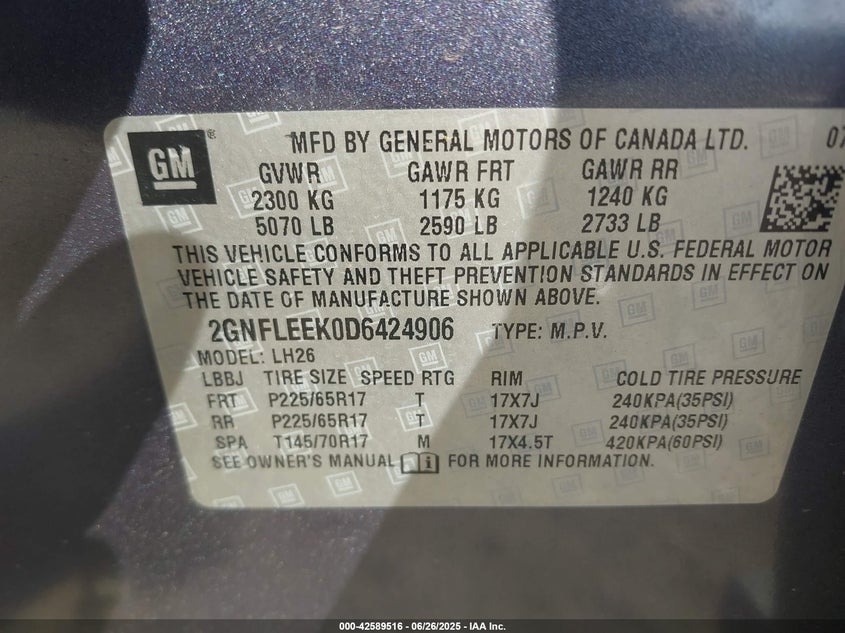 GM
® MFD BY GENERAL MOTORS OF CANADA LTD. 07
GVWR GAWR FRT GAWR RR
2300 KG 1175 KG 1240 KG
5070 LB 2590 LB 2733 LB
THIS VEHICLE CONFORMS TO ALL APPLICABLE U.S. FEDERAL MOTOR
VEHICLE SAFETY AND THEFT PREVENTION STANDARDS IN EFFECT ON
THE DATE OF MANUFACTURE SHOWN ABOVE.
2GNFLEEK0D6424906 TYPE: M.P.V.
MODEL: LH26
LBBJ TIRE SIZE SPEED RTG RIM COLD TIRE PRESSURE
FRT P225/65R17 T 17X7J 240KPA(35PSI)
RR P225/65R17 T 17X7J 240KPA(35PSI)
SPA T145/70R17 M 17X4.5T 420KPA(60PSI)
SEE OWNER'S MANUAL FOR MORE INFORMATION.
000-42589516 - 06/26/2025 - IAA Inc.